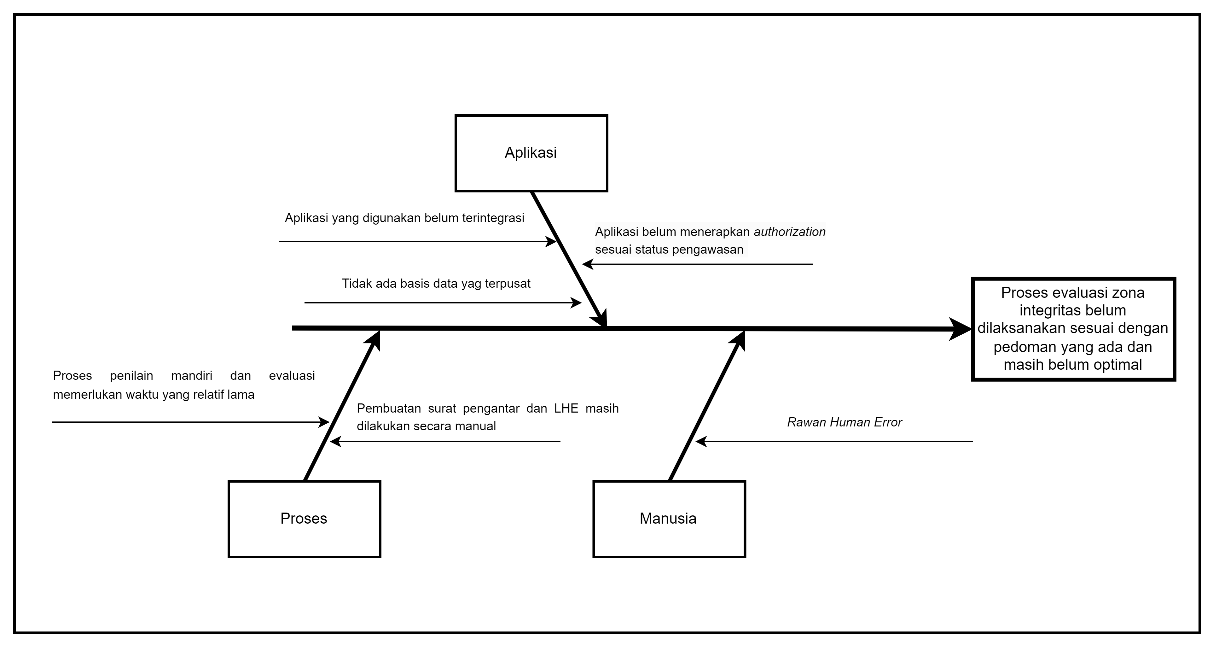 Aplikasi
Aplikasi yang digunakan belum terintegrasi
Aplikasi belum menerapkan authorization
sesuai status pengawasan
Tidak ada basis data yag terpusat
Proses evaluasi zona
integritas belum
dilaksanakan sesuai dengan
pedoman yang ada dan
masih belum optimal
Proses penilain mandiri dan evaluasi
memerlukan waktu yang relatif lama
Pembuatan surat pengantar dan LHE masih
dilakukan secara manual
Rawan Human Error
Proses
Manusia